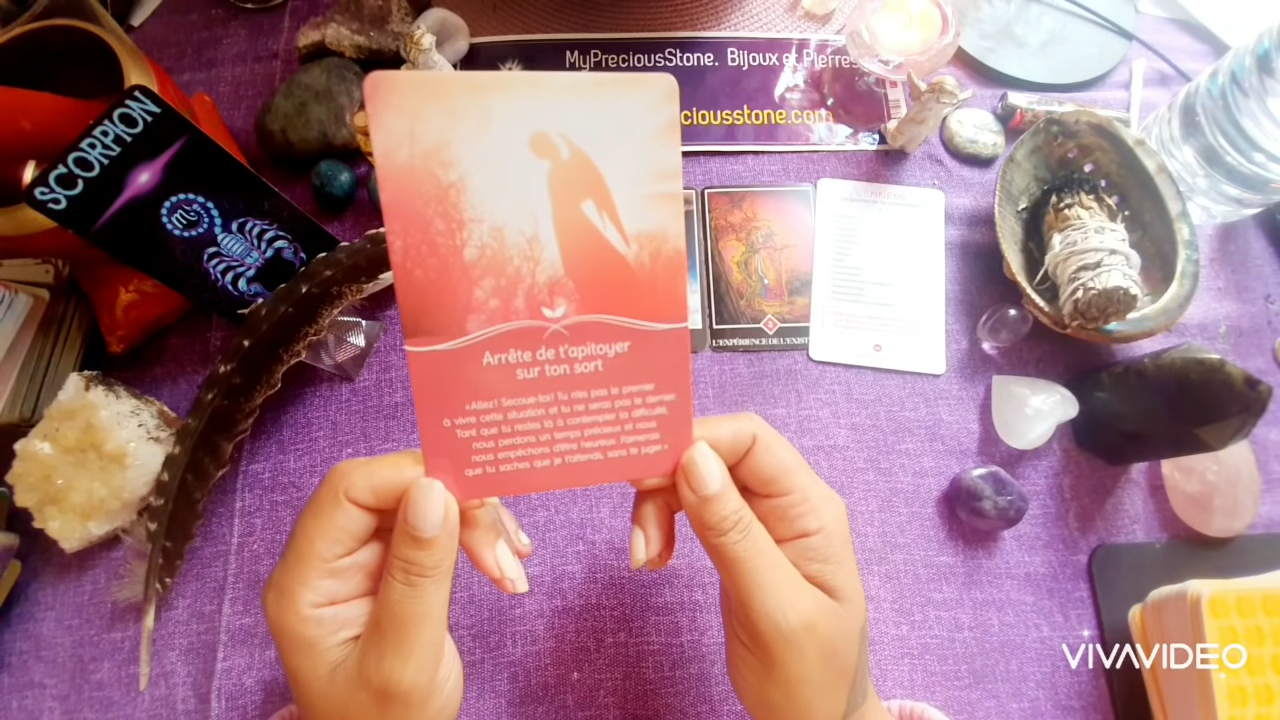 MyPreciousStone. Bijoux et Pierres
ciousstone.com
SCORPION
L'EXPÉRIENCE DE L'EXIST
Arrête de t'apitoyer
sur ton sort
«Allez! Secoue-toi! Tu n'es pas le premier
à vivre cette situation et tu ne seras pas le dernier
Tant que tu restes là à contempler ta difficulté,
nous perdons un temps précieux et nous
nous empêchons d'être heureux. J'aimerais
que tu saches que je t'attends, sans te juger.»
VIVAVIDEO